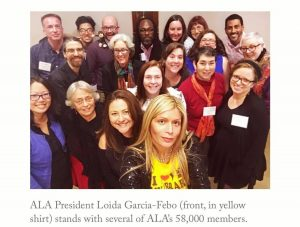 ALA President Loida Garcia-Febo (front, in yellow
shirt) stands with several of ALA's 58,000 members.